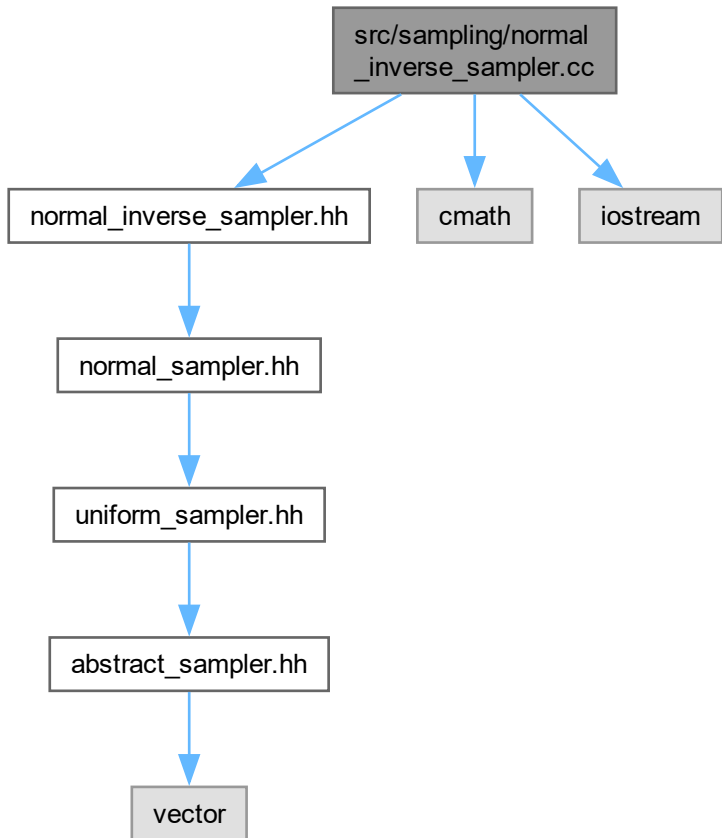 src/sampling/normal
_inverse_sampler.cc
normal_inverse_sampler.hh
cmath
iostream
normal_sampler.hh
uniform_sampler.hh
abstract_sampler.hh
vector